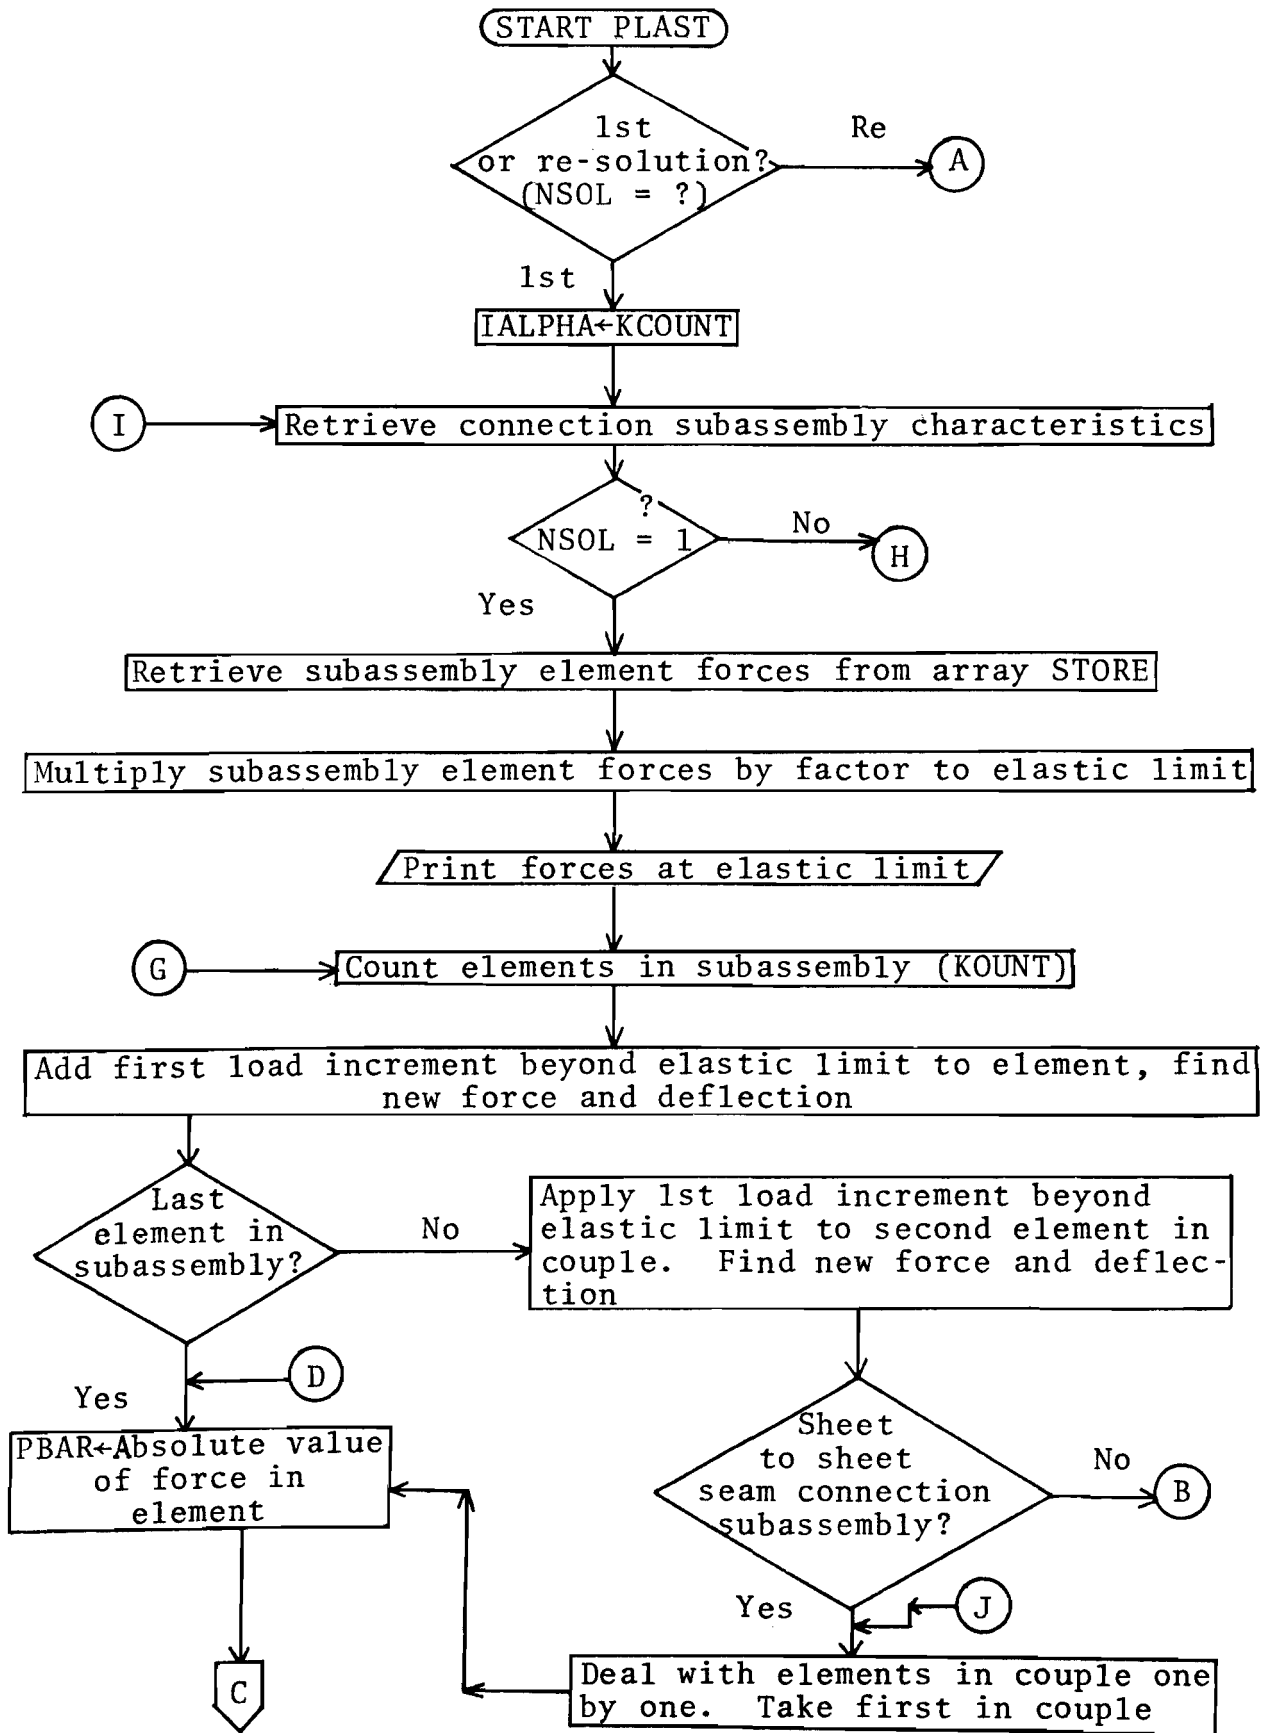 START PLAST
1st
or re-solution?
(NSOL = ?)
Re
A
1st
IALPHA←KCOUNT
I
Retrieve connection subassembly characteristics
?
NSOL = 1
No
H
Yes
Retrieve subassembly element forces from array STORE
Multiply subassembly element forces by factor to elastic limit
Print forces at elastic limit
G
Count elements in subassembly (KOUNT)
Add first load increment beyond elastic limit to element, find
new force and deflection
Last
element in
subassembly?
No
Apply 1st load increment beyond
elastic limit to second element in
couple. Find new force and deflec-
tion
D
Yes
PBAR←Absolute value
of force in
element
Sheet
to sheet
seam connection
subassembly?
No
B
Yes
J
C
Deal with elements in couple one
by one. Take first in couple